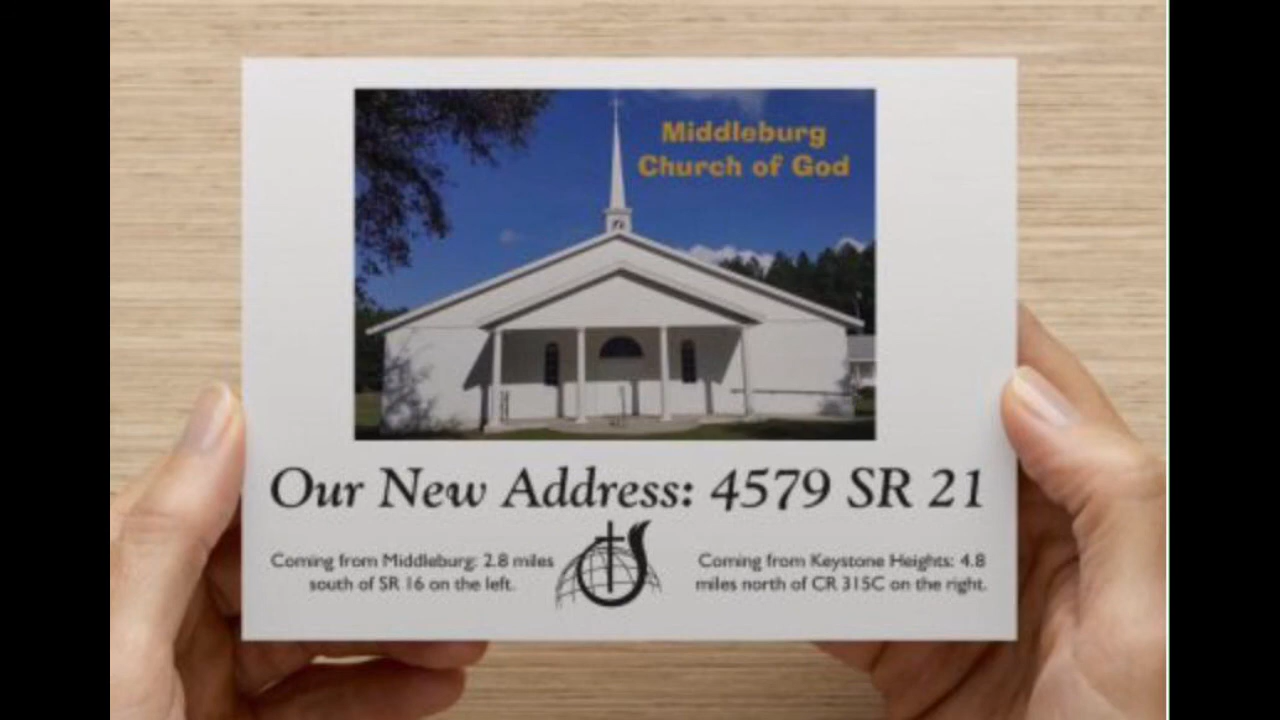 Middleburg
Church of God
Our New Address: 4579 SR 21
Coming from Middleburg: 2.8 miles
south of SR 16 on the left.
Coming from Keystone Heights: 4.8
miles north of CR 315C on the right.